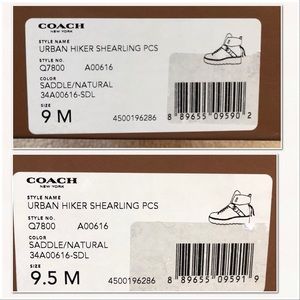 COACH
NEW YORK
STYLE NAME
URBAN HIKER SHEARLING PCS
STYLE NO.
Q7800 A00616
COLOR
SADDLE/NATURAL
34A00616-SDL
SIZE
9 M
4500196286
8 89655 09590 2
COACH
NEW YORK
STYLE NAME
URBAN HIKER SHEARLING PCS
STYLE NO.
Q7800 A00616
COLOR
SADDLE/NATURAL
34A00616-SDL
SIZE
9.5 M
4500196286
8 89655 09591 9